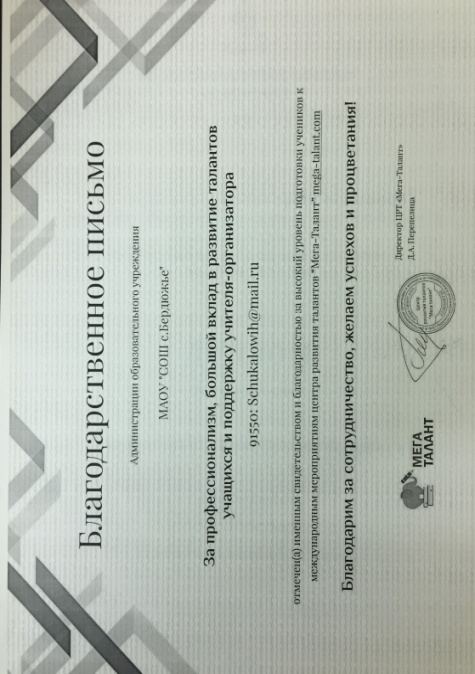 Благодарственное письмо
Администрации образовательного учреждения
МАОУ "СОШ с.Бердюжье"
За профессионализм, большой вклад в развитие талантов
учащихся и поддержку учителя-организатора
91550: Schukalowih@mail.ru
отмечен(а) именным свидетельством и благодарностью за высокий уровень подготовки учеников к
международным мероприятиям центра развития талантов "Мега-Талант" mega-talant.com
Благодарим за сотрудничество, желаем успехов и процветания!
МЕГА
ТАЛАНТ
Директор ЦРТ «Мега-Талант»
Д.А. Перепелица